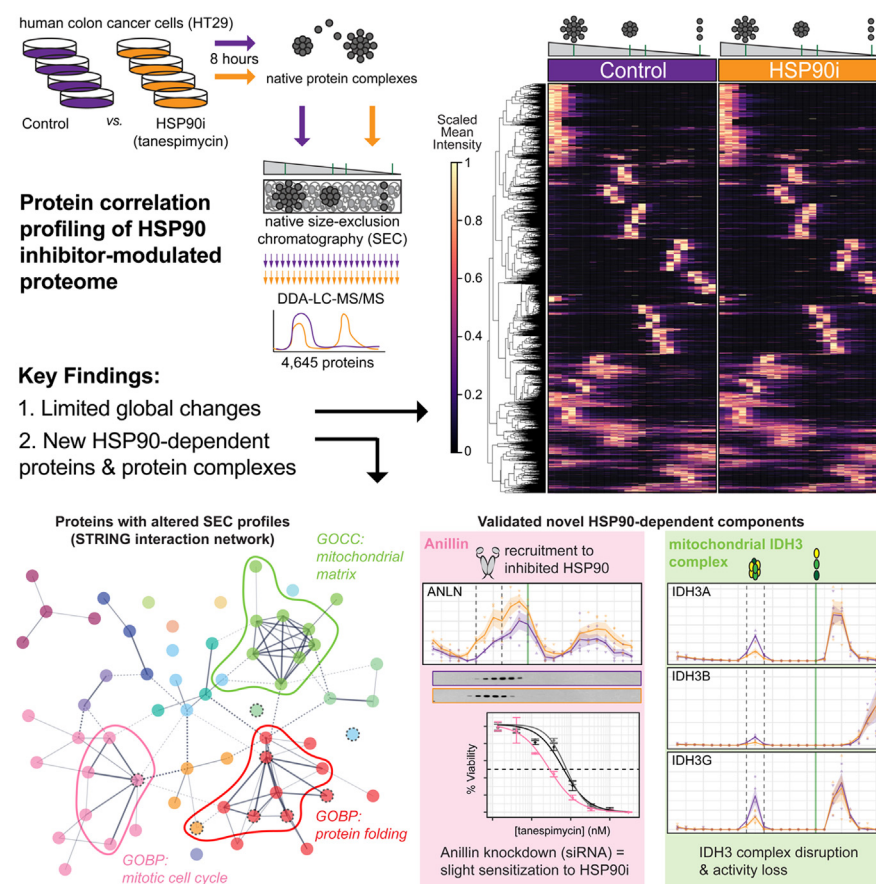 human colon cancer cells (HT29)
8 hours
native protein complexes
Control
vs.
HSP90i
(tanespimycin)
Protein correlation
profiling of HSP90
inhibitor-modulated
proteome
native size-exclusion
chromatography (SEC)
DDA-LC-MS/MS
4,645 proteins
Key Findings:
1. Limited global changes
2. New HSP90-dependent
proteins & protein complexes
Control
HSP90i
Scaled
Mean
Intensity
1
0.8
0.6
0.4
0.2
0
Proteins with altered SEC profiles
(STRING interaction network)
GOCC:
mitochondrial
matrix
GOBP:
protein folding
GOBP:
mitotic cell cycle
Validated novel HSP90-dependent components
Anillin
recruitment to
inhibited HSP90
ANLN
% Viability
[tanespimycin] (nM)
Anillin knockdown (siRNA) =
slight sensitization to HSP90i
mitochondrial IDH3
complex
IDH3A
IDH3B
IDH3G
IDH3 complex disruption
& activity loss